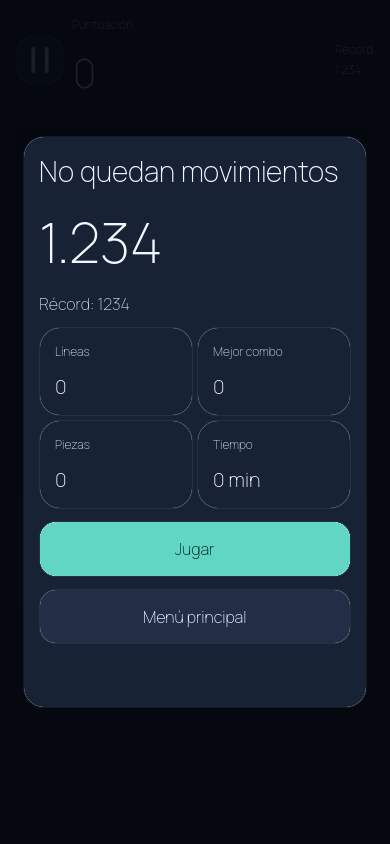 Puntuación
0
Récord
1234
No quedan movimientos
1.234
Récord: 1234
Líneas
0
Mejor combo
0
Piezas
0
Tiempo
0 min
Jugar
Menú principal